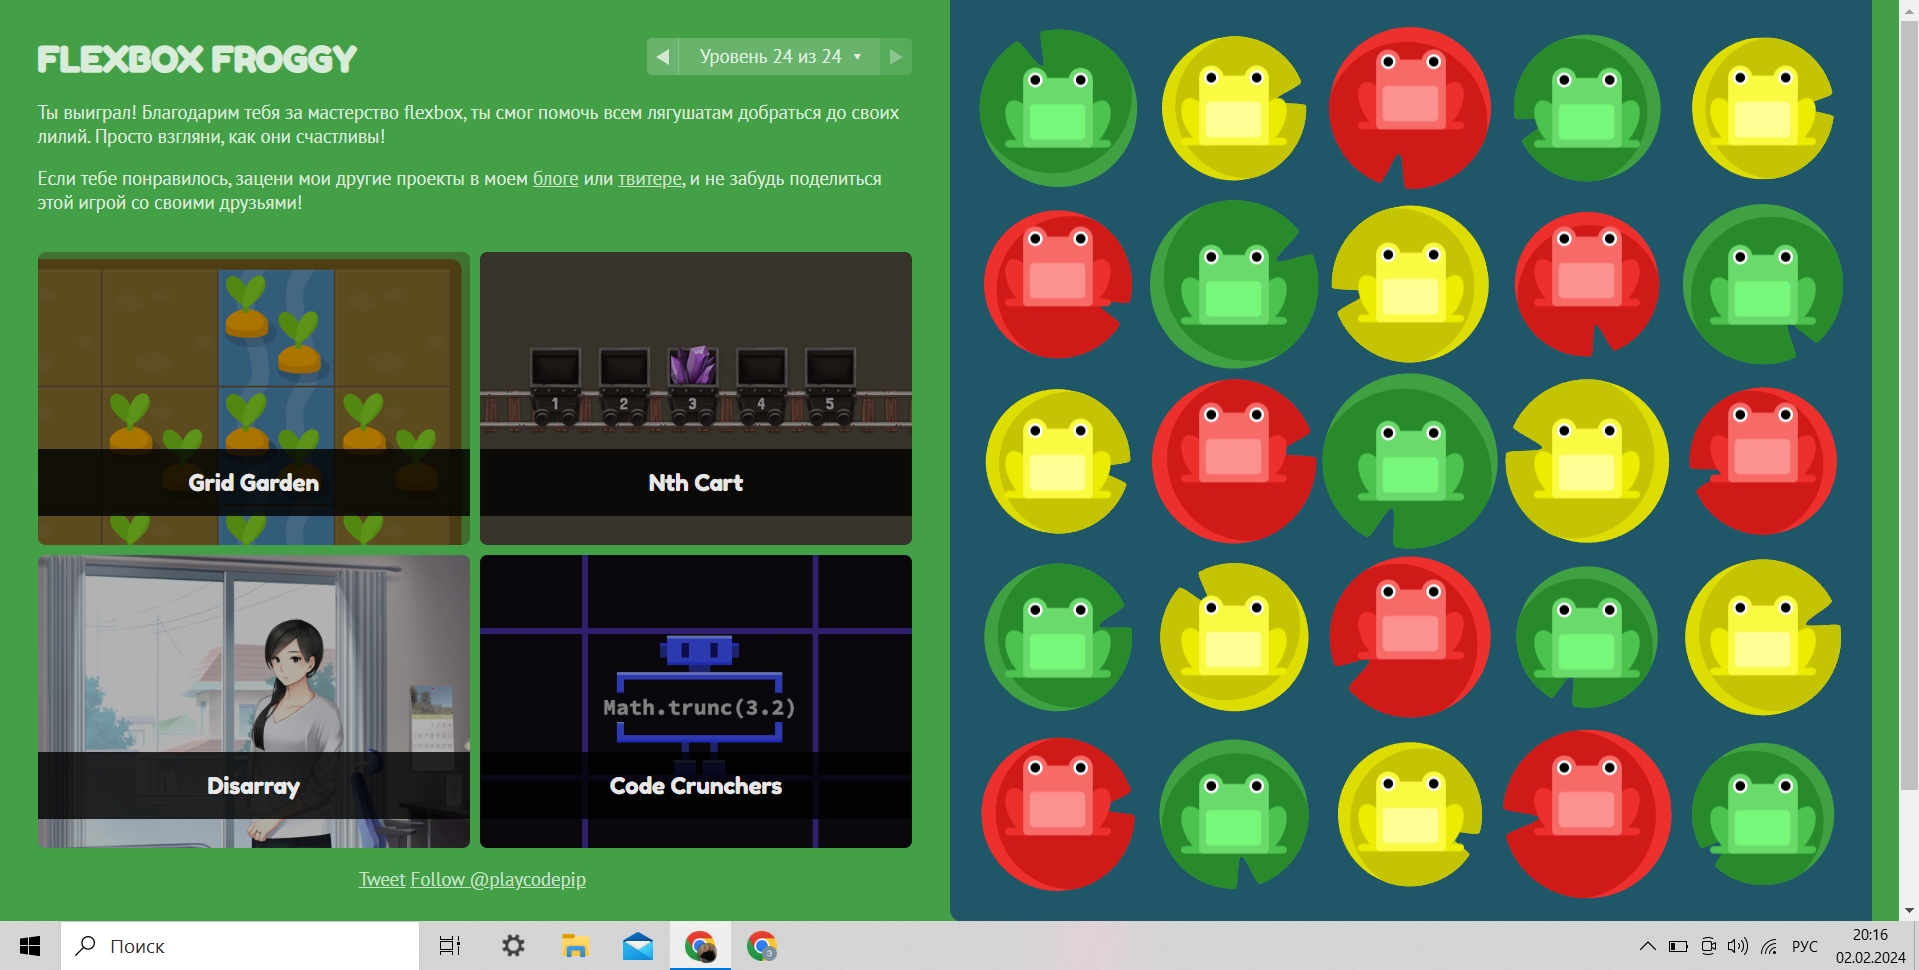 FLEXBOX FROGGY
◀ Уровень 24 из 24 ▼ ▶
Ты выиграл! Благодарим тебя за мастерство flexbox, ты смог помочь всем лягушатам добраться до своих
лилий. Просто взгляни, как они счастливы!
Если тебе понравилось, зацени мои другие проекты в моем блоге или твитере, и не забудь поделиться
этой игрой со своими друзьями!
Grid Garden
1 2 3 4 5
Nth Cart
Disarray
Math.trunc(3.2)
Code Crunchers
Tweet Follow @playcodepip
Поиск
РУС
20:16
02.02.2024